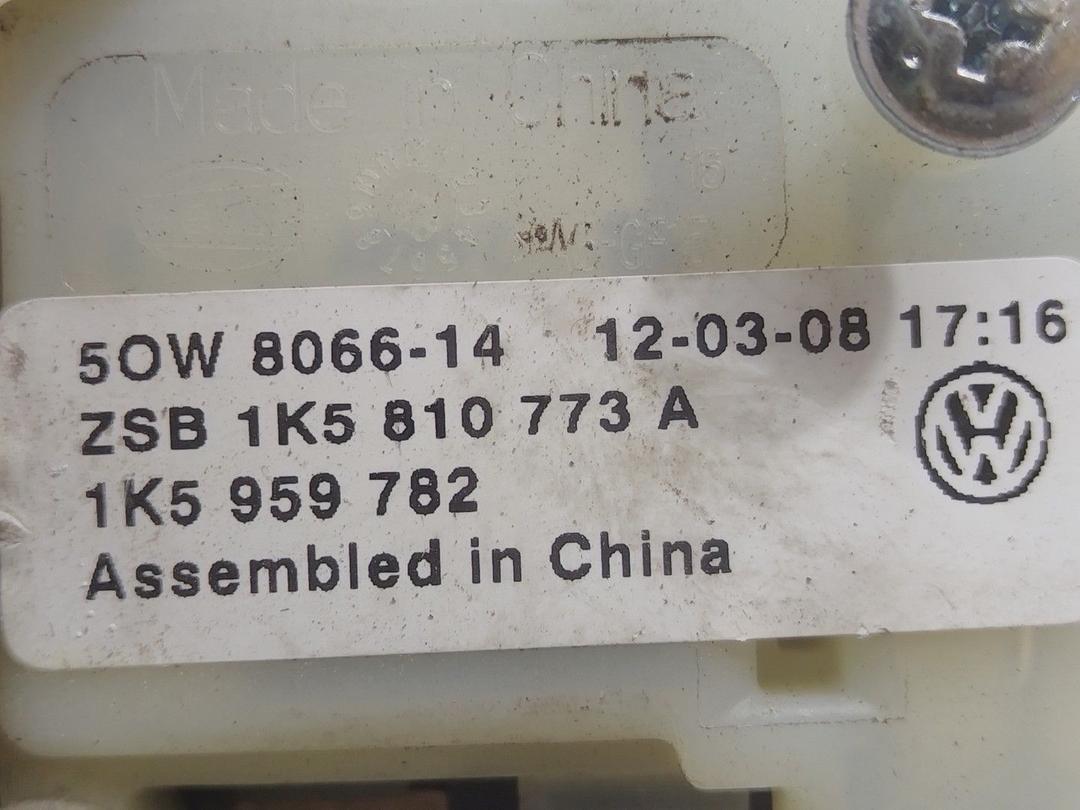 Made in China
16
5OW 8066-14 12-03-08 17:16
ZSB 1K5 810 773 A
1K5 959 782
Assembled in China